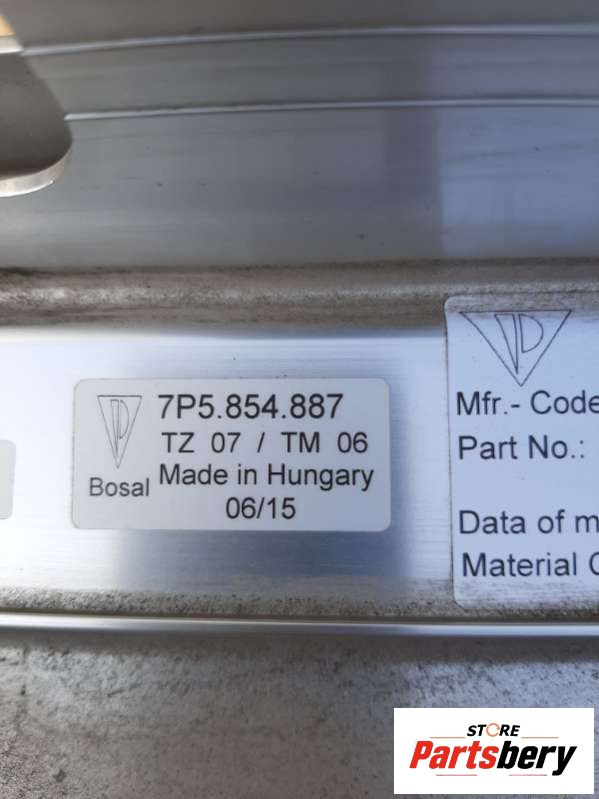 7P5.854.887
TZ 07 / TM 06
Made in Hungary
06/15
Bosal
Mfr.- Code
Part No.:
Data of m
Material C
STORE
Partsbery